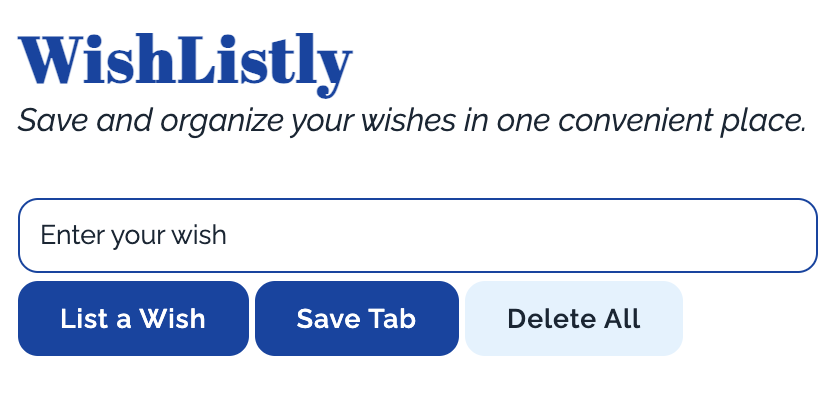 WishListly
Save and organize your wishes in one convenient place.
Enter your wish
List a Wish Save Tab Delete All